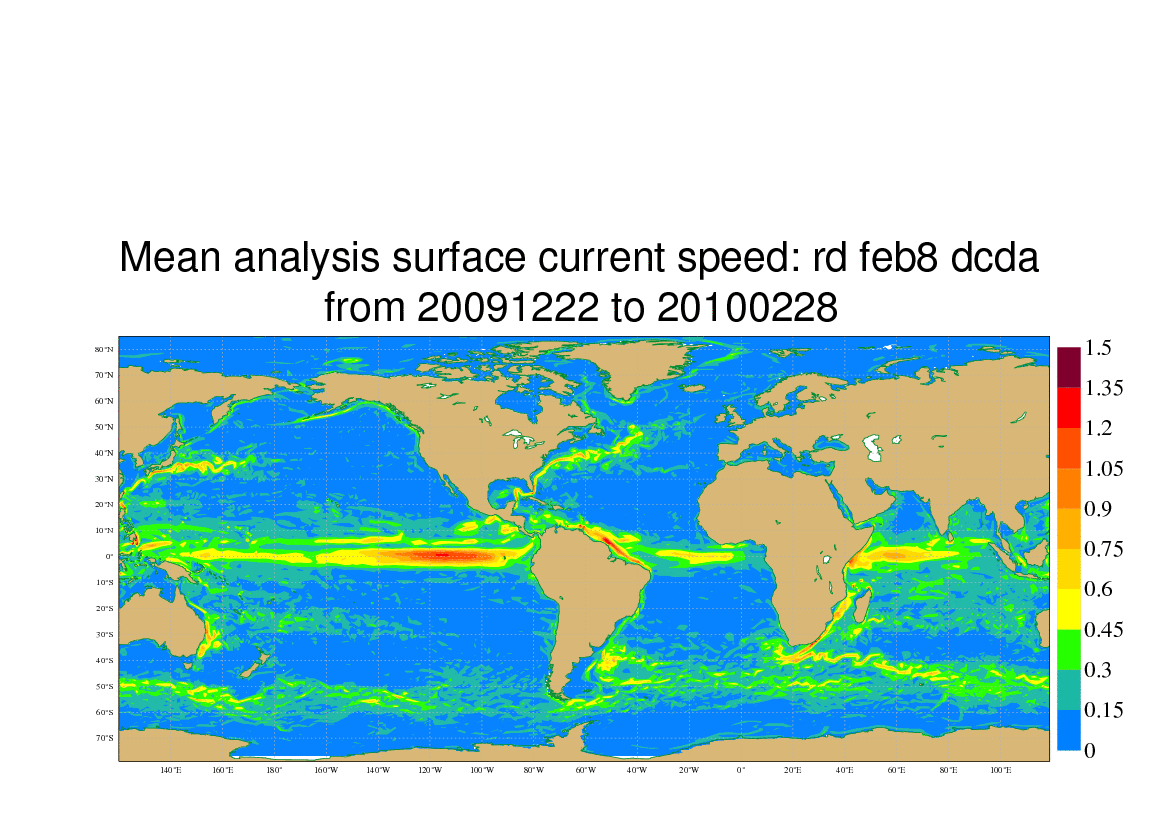 Mean analysis surface current speed: rd feb8 dcda
from 20091222 to 20100228
80°N
70°N
60°N
50°N
40°N
30°N
20°N
10°N
0°
10°S
20°S
30°S
40°S
50°S
60°S
70°S
140°E 160°E 180° 160°W 140°W 120°W 100°W 80°W 60°W 40°W 20°W 0° 20°E 40°E 60°E 80°E 100°E
1.5
1.35
1.2
1.05
0.9
0.75
0.6
0.45
0.3
0.15
0